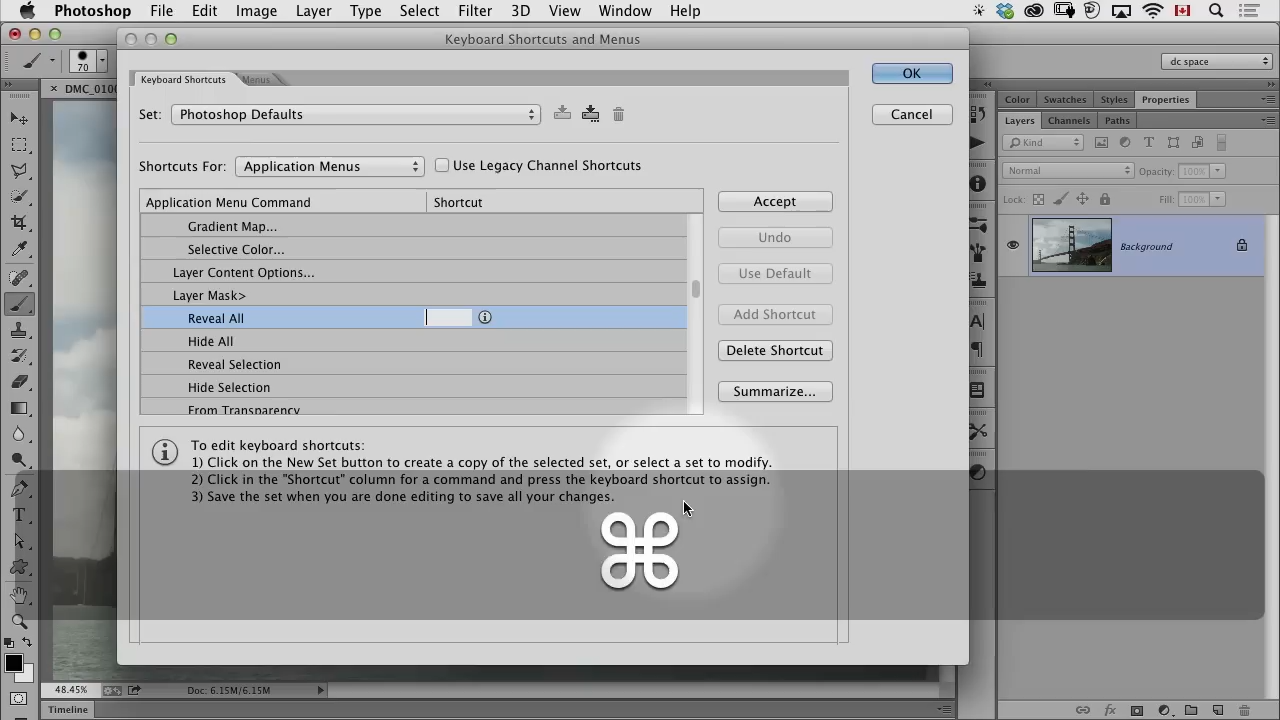 Photoshop File Edit Image Layer Type Select Filter 3D View Window Help
Keyboard Shortcuts and Menus
70
dc space
Keyboard Shortcuts
Menus
OK
DMC_010
Set: Photoshop Defaults
Cancel
Shortcuts For: Application Menus
Use Legacy Channel Shortcuts
Application Menu Command Shortcut
Gradient Map...
Selective Color...
Layer Content Options...
Layer Mask>
Reveal All
Hide All
Reveal Selection
Hide Selection
From Transparency
Accept
Undo
Use Default
Add Shortcut
Delete Shortcut
Summarize...
To edit keyboard shortcuts:
1) Click on the New Set button to create a copy of the selected set, or select a set to modify.
2) Click in the "Shortcut" column for a command and press the keyboard shortcut to assign.
3) Save the set when you are done editing to save all your changes.
Color Swatches Styles Properties
Layers Channels Paths
Kind
Normal Opacity: 100%
Lock: Fill: 100%
Background
48.45% Doc: 6.15M/6.15M
Timeline